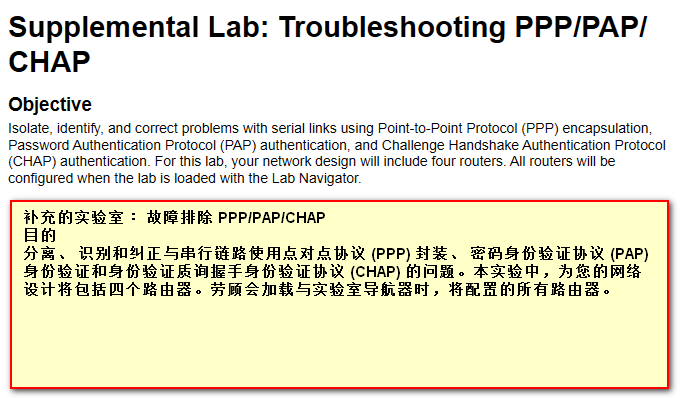 Supplemental Lab: Troubleshooting PPP/PAP/
CHAP
Objective
Isolate, identify, and correct problems with serial links using Point-to-Point Protocol (PPP) encapsulation,
Password Authentication Protocol (PAP) authentication, and Challenge Handshake Authentication Protocol
(CHAP) authentication. For this lab, your network design will include four routers. All routers will be
configured when the lab is loaded with the Lab Navigator.
补充的实验室： 故障排除 PPP/PAP/CHAP
目的
分离、 识别和纠正与串行链路使用点对点协议 (PPP) 封装、 密码身份验证协议 (PAP)
身份验证和身份验证质询握手身份验证协议 (CHAP) 的问题。本实验中，为您的网络
设计将包括四个路由器。劳顾会加载与实验室导航器时，将配置的所有路由器。